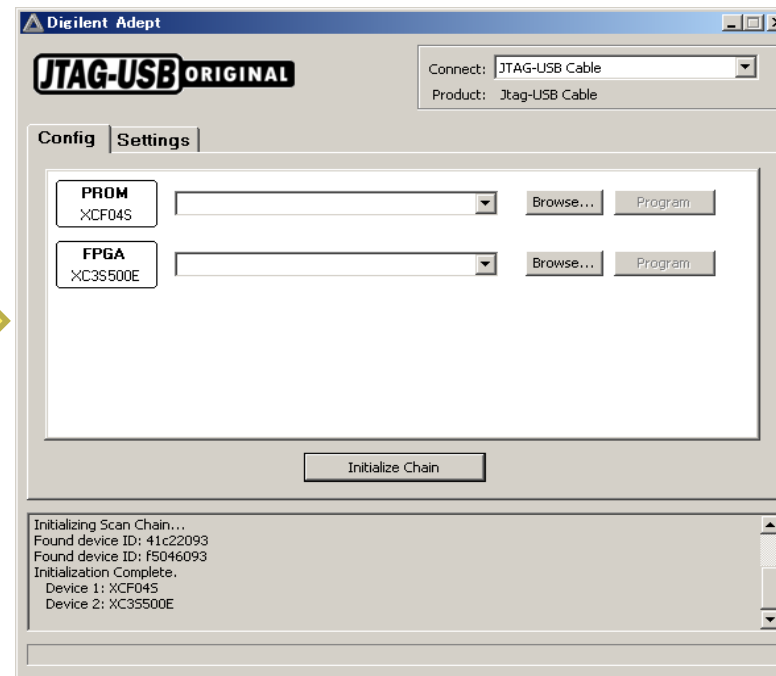 Digilent Adept
JTAG-USB ORIGINAL
Connect: JTAG-USB Cable
Product: Jtag-USB Cable
Config Settings
PROM
XCF04S
Browse... Program
FPGA
XC3S500E
Browse... Program
Initialize Chain
Initializing Scan Chain...
Found device ID: 41c22093
Found device ID: f5046093
Initialization Complete.
Device 1: XCF04S
Device 2: XC3S500E